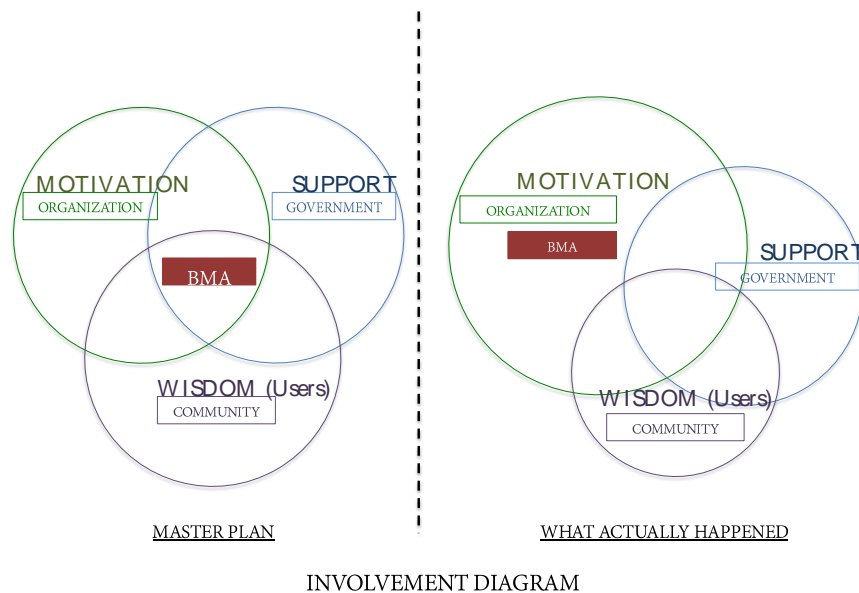 MOTIVATION
ORGANIZATION
SUPPORT
GOVERNMENT
BMA
WISDOM (Users)
COMMUNITY
MASTER PLAN
MOTIVATION
ORGANIZATION
BMA
SUPPORT
GOVERNMENT
WISDOM (Users)
COMMUNITY
WHAT ACTUALLY HAPPENED
INVOLVEMENT DIAGRAM